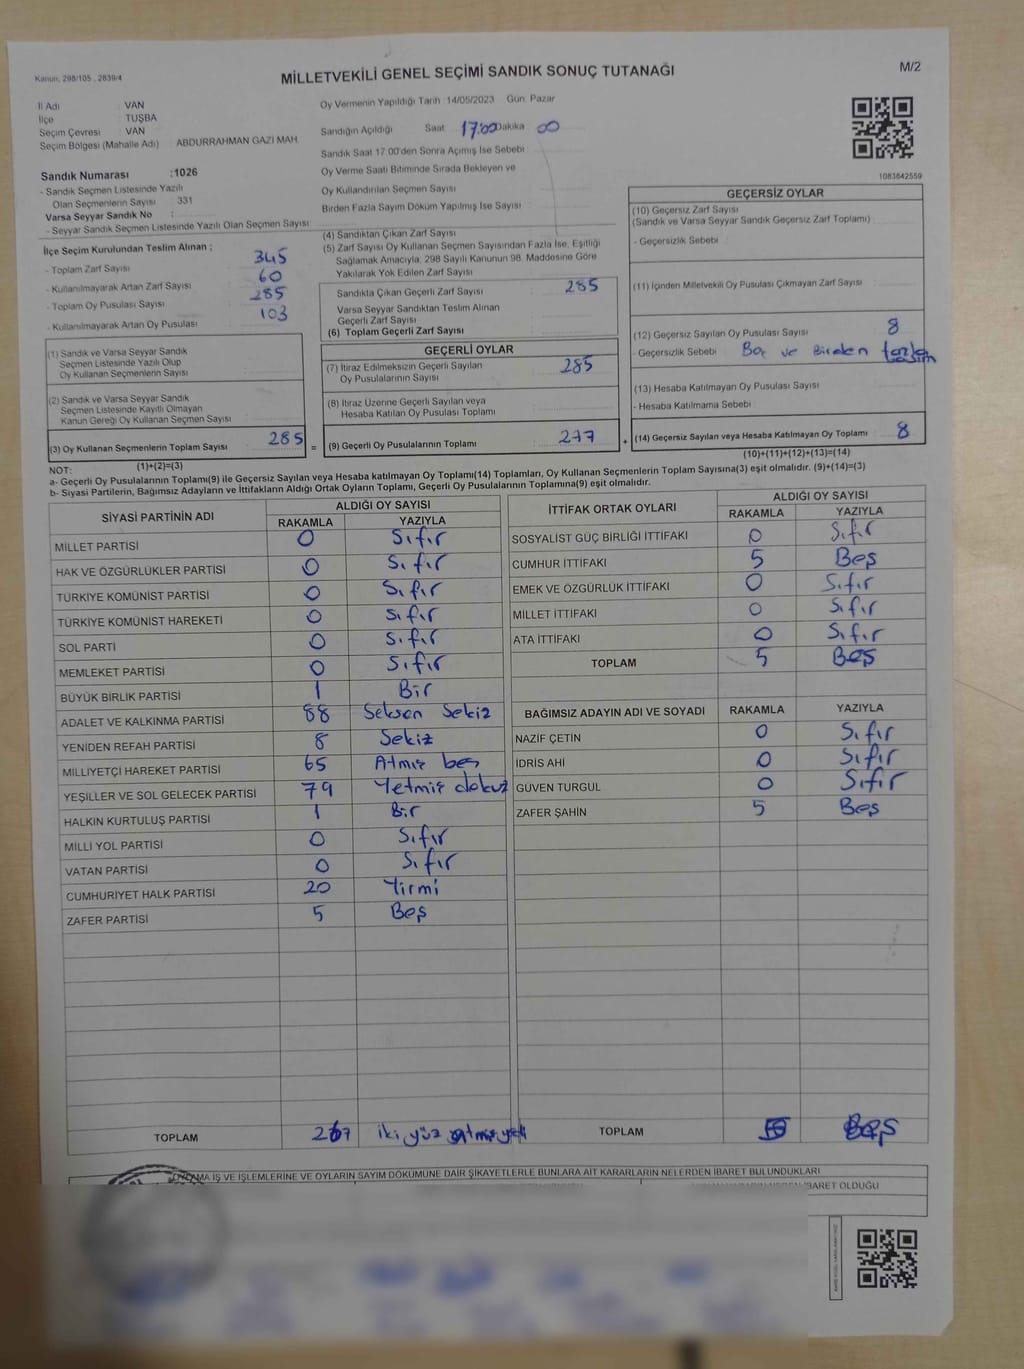 Kanun, 298/105 , 2839/4
MİLLETVEKİLİ GENEL SEÇİMİ SANDIK SONUÇ TUTANAĞI
M/2
İl Adı : VAN
İlçe : TUŞBA
Seçim Çevresi : VAN
Seçim Bölgesi (Mahalle Adı) : ABDURRAHMAN GAZI MAH.
Sandık Numarası :1026
- Sandık Seçmen Listesinde Yazılı
Olan Seçmenlerin Sayısı : 331
Varsa Seyyar Sandık No :
- Seyyar Sandık Seçmen Listesinde Yazılı Olan Seçmen Sayısı :
İlçe Seçim Kurulundan Teslim Alınan :
- Toplam Zarf Sayısı : 345
- Kullanılmayarak Artan Zarf Sayısı : 60
- Toplam Oy Pusulası Sayısı : 285
- Kullanılmayarak Artan Oy Pusulası : 103
Oy Vermenin Yapıldığı Tarih :14/05/2023 Gün: Pazar
Sandığın Açıldığı Saat 17:00 Dakika 00
Sandık Saat 17:00'den Sonra Açılmış İse Sebebi :
Oy Verme Saati Bitiminde Sırada Bekleyen ve
Oy Kullandırılan Seçmen Sayısı :
Birden Fazla Sayım Döküm Yapılmış İse Sayısı :
(4) Sandıktan Çıkan Zarf Sayısı :
(5) Zarf Sayısı Oy Kullanan Seçmen Sayısından Fazla İse, Eşitliği
Sağlamak Amacıyla, 298 Sayılı Kanunun 98. Maddesine Göre
Yakılarak Yok Edilen Zarf Sayısı :
Sandıkta Çıkan Geçerli Zarf Sayısı : 285
Varsa Seyyar Sandıktan Teslim Alınan
Geçerli Zarf Sayısı :
(6) Toplam Geçerli Zarf Sayısı :
1083642559
GEÇERSİZ OYLAR
(10) Geçersiz Zarf Sayısı
(Sandık ve Varsa Seyyar Sandık Geçersiz Zarf Toplamı) :
- Geçersizlik Sebebi :
(11) İçinden Milletvekili Oy Pusulası Çıkmayan Zarf Sayısı :
(12) Geçersiz Sayılan Oy Pusulası Sayısı : 8
- Geçersizlik Sebebi : Boş ve Birden fazla
(13) Hesaba Katılmayan Oy Pusulası Sayısı :
- Hesaba Katılmama Sebebi :
(14) Geçersiz Sayılan veya Hesaba Katılmayan Oy Toplamı : 8
(10)+(11)+(12)+(13)=(14)
(1) Sandık ve Varsa Seyyar Sandık
Seçmen Listesinde Yazılı Olup
Oy Kullanan Seçmenlerin Sayısı :
(2) Sandık ve Varsa Seyyar Sandık
Seçmen Listesinde Kayıtlı Olmayan
Kanun Gereği Oy Kullanan Seçmen Sayısı :
(3) Oy Kullanan Seçmenlerin Toplam Sayısı : 285 =
(1)+(2)=(3)
GEÇERLİ OYLAR
(7) İtiraz Edilmeksizin Geçerli Sayılan
Oy Pusulalarının Sayısı : 285
(8) İtiraz Üzerine Geçerli Sayılan veya
Hesaba Katılan Oy Pusulası Toplamı :
(9) Geçerli Oy Pusulalarının Toplamı : 277 +
NOT:
a- Geçerli Oy Pusulalarının Toplamı(9) ile Geçersiz Sayılan veya Hesaba katılmayan Oy Toplamı(14) Toplamları, Oy Kullanan Seçmenlerin Toplam Sayısına(3) eşit olmalıdır. (9)+(14)=(3)
b- Siyasi Partilerin, Bağımsız Adayların ve İttifakların Aldığı Ortak Oyların Toplamı, Geçerli Oy Pusulalarının Toplamına(9) eşit olmalıdır.
SİYASİ PARTİNİN ADI ALDIĞI OY SAYISI
RAKAMLA YAZIYLA
MİLLET PARTİSİ 0 Sıfır
HAK VE ÖZGÜRLÜKLER PARTİSİ 0 Sıfır
TÜRKİYE KOMÜNİST PARTİSİ 0 Sıfır
TÜRKİYE KOMÜNİST HAREKETİ 0 Sıfır
SOL PARTİ 0 Sıfır
MEMLEKET PARTİSİ 0 Sıfır
BÜYÜK BİRLİK PARTİSİ 1 Bir
ADALET VE KALKINMA PARTİSİ 88 Seksen Sekiz
YENİDEN REFAH PARTİSİ 8 Sekiz
MİLLİYETÇİ HAREKET PARTİSİ 65 Atmış beş
YEŞİLLER VE SOL GELECEK PARTİSİ 79 Yetmiş dokuz
HALKIN KURTULUŞ PARTİSİ 1 Bir
MİLLİ YOL PARTİSİ 0 Sıfır
VATAN PARTİSİ 0 Sıfır
CUMHURİYET HALK PARTİSİ 20 Yirmi
ZAFER PARTİSİ 5 Beş
TOPLAM 267 iki yüz atmış yedi
İTTİFAK ORTAK OYLARI ALDIĞI OY SAYISI
RAKAMLA YAZIYLA
SOSYALİST GÜÇ BİRLİĞİ İTTİFAKI 0 Sıfır
CUMHUR İTTİFAKI 5 Beş
EMEK VE ÖZGÜRLÜK İTTİFAKI 0 Sıfır
MİLLET İTTİFAKI 0 Sıfır
ATA İTTİFAKI 0 Sıfır
TOPLAM 5 Beş
BAĞIMSIZ ADAYIN ADI VE SOYADI RAKAMLA YAZIYLA
NAZİF ÇETİN 0 Sıfır
İDRİS AHİ 0 Sıfır
GÜVEN TURGUL 0 Sıfır
ZAFER ŞAHİN 5 Beş
TOPLAM 5 Beş
OYLAMA İŞ VE İŞLEMLERİNE VE OYLARIN SAYIM DÖKÜMÜNE DAİR ŞİKAYETLERLE BUNLARA AİT KARARLARIN NELERDEN İBARET BULUNDUKLARI
İBARET OLDUĞU